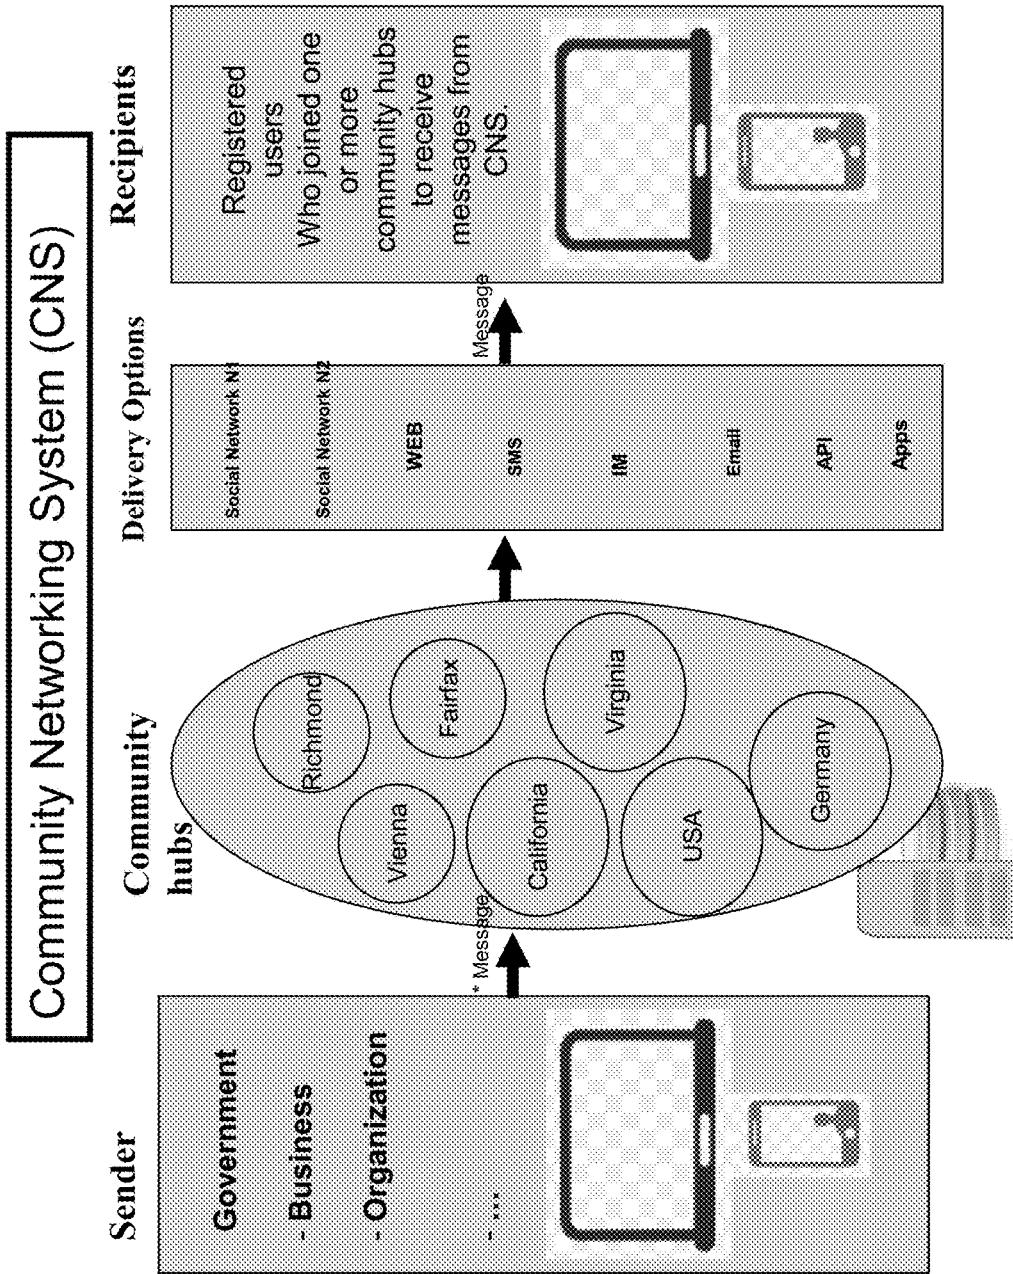 Community Networking System (CNS)
Sender
Government
- Business
- Organization
- ...
* Message
Community
hubs
Richmond
Vienna
Fairfax
California
Virginia
USA
Germany
Delivery Options
Social Network N1
Social Network N2
WEB
SMS
IM
Email
API
Apps
Message
Recipients
Registered
users
Who joined one
or more
community hubs
to receive
messages from
CNS.